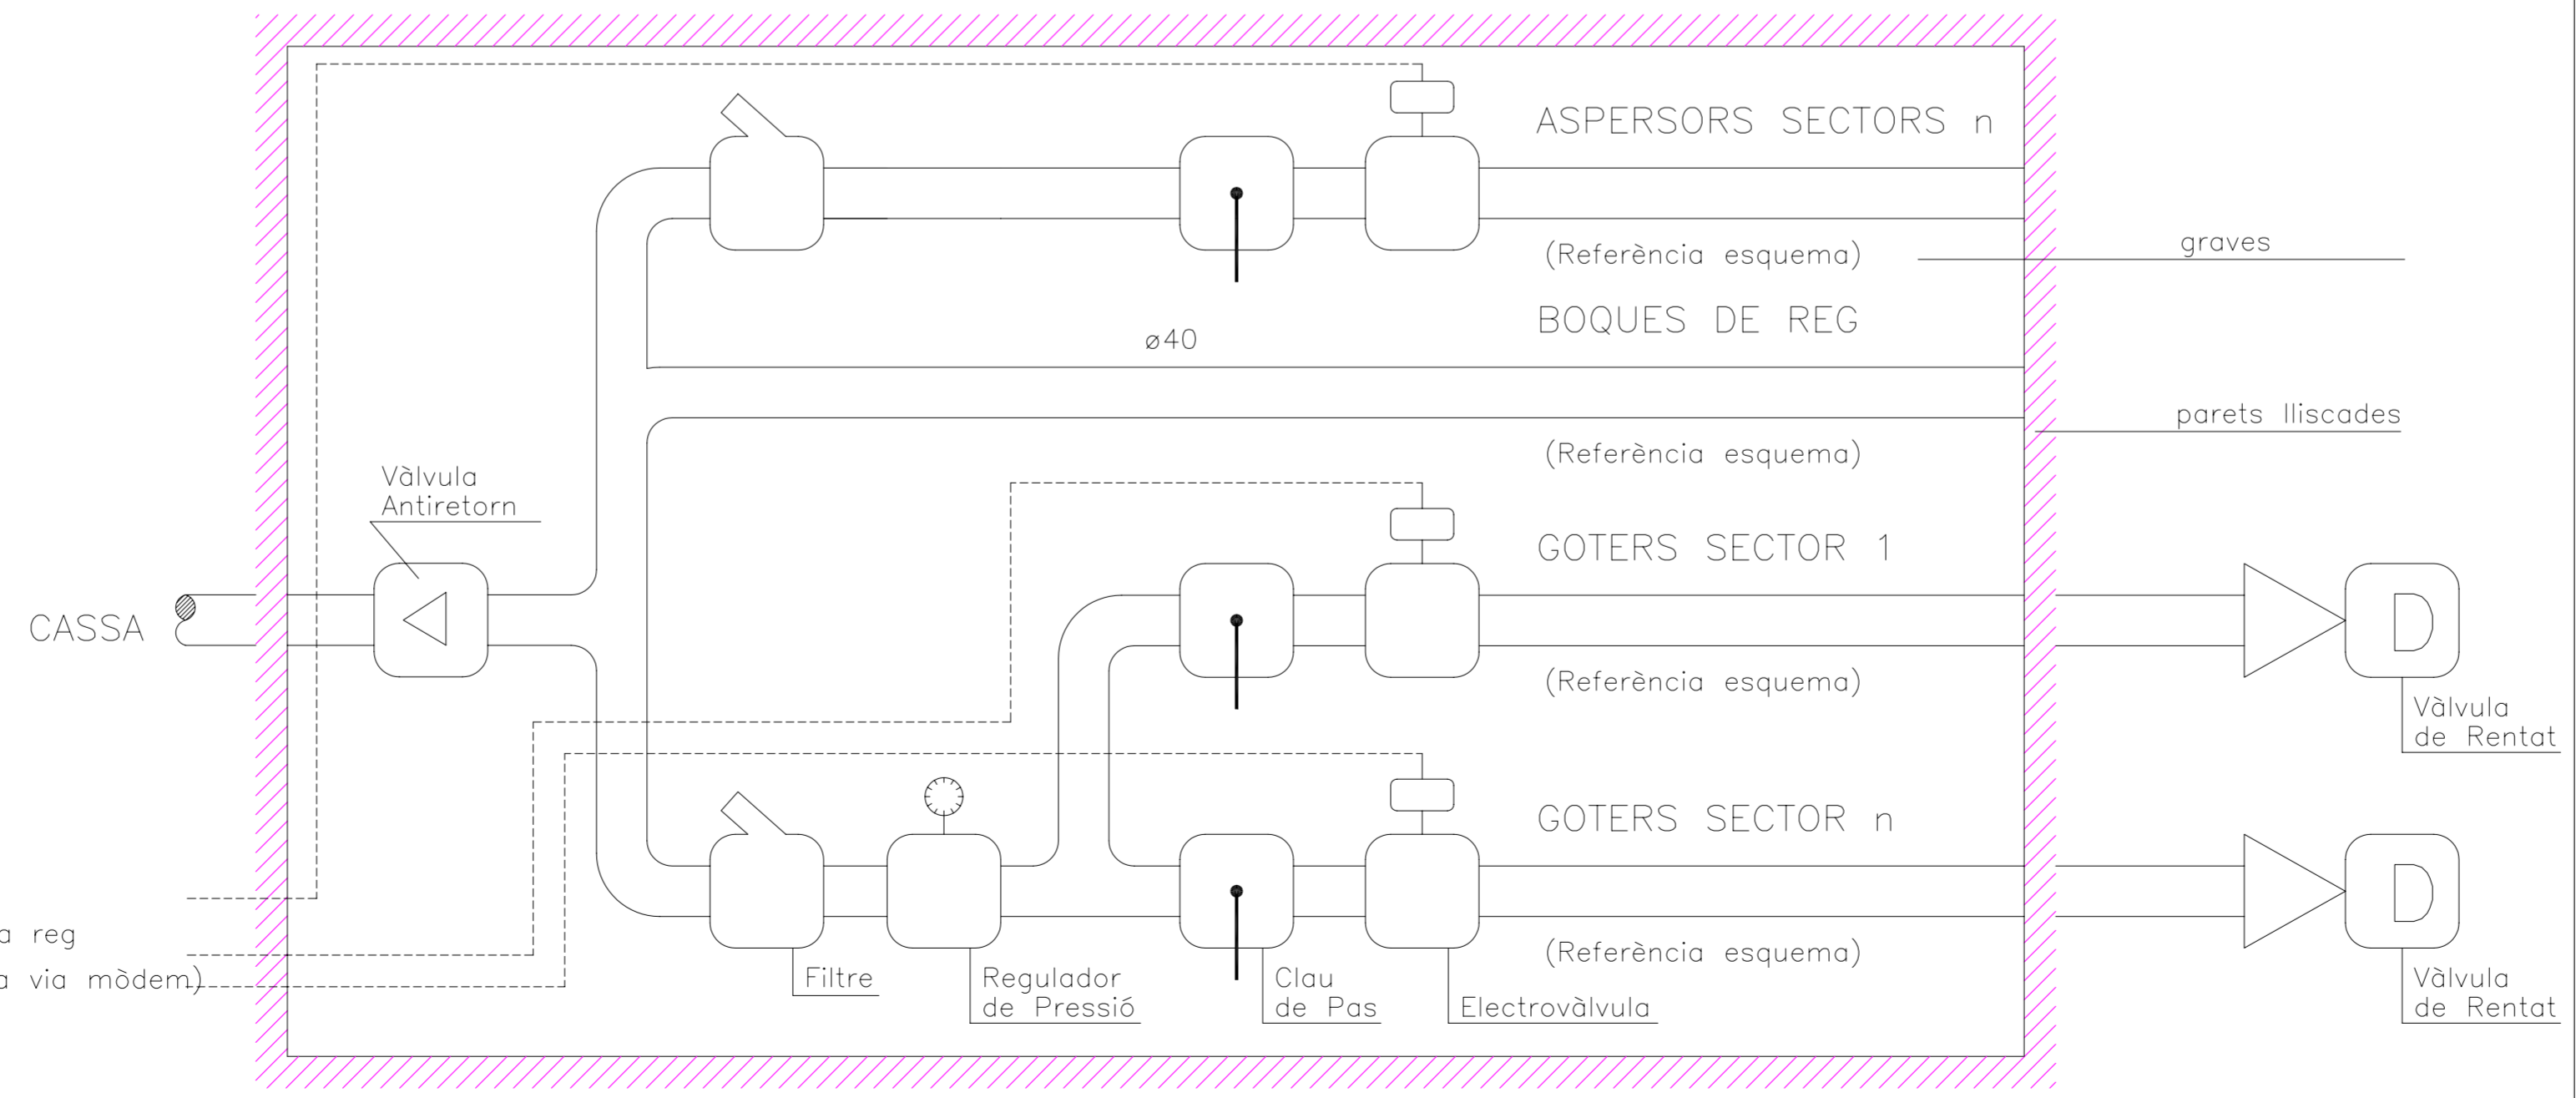 ASPERSORS SECTORS n
(Referència esquema)
graves
BOQUES DE REG
ø40
parets lliscades
(Referència esquema)
Vàlvula
Antiretorn
GOTERS SECTOR 1
CASSA
(Referència esquema)
D
Vàlvula
de Rentat
GOTERS SECTOR n
(Referència esquema)
D
Vàlvula
de Rentat
a reg
a via mòdem)
Filtre
Regulador
de Pressió
Clau
de Pas
Electrovàlvula